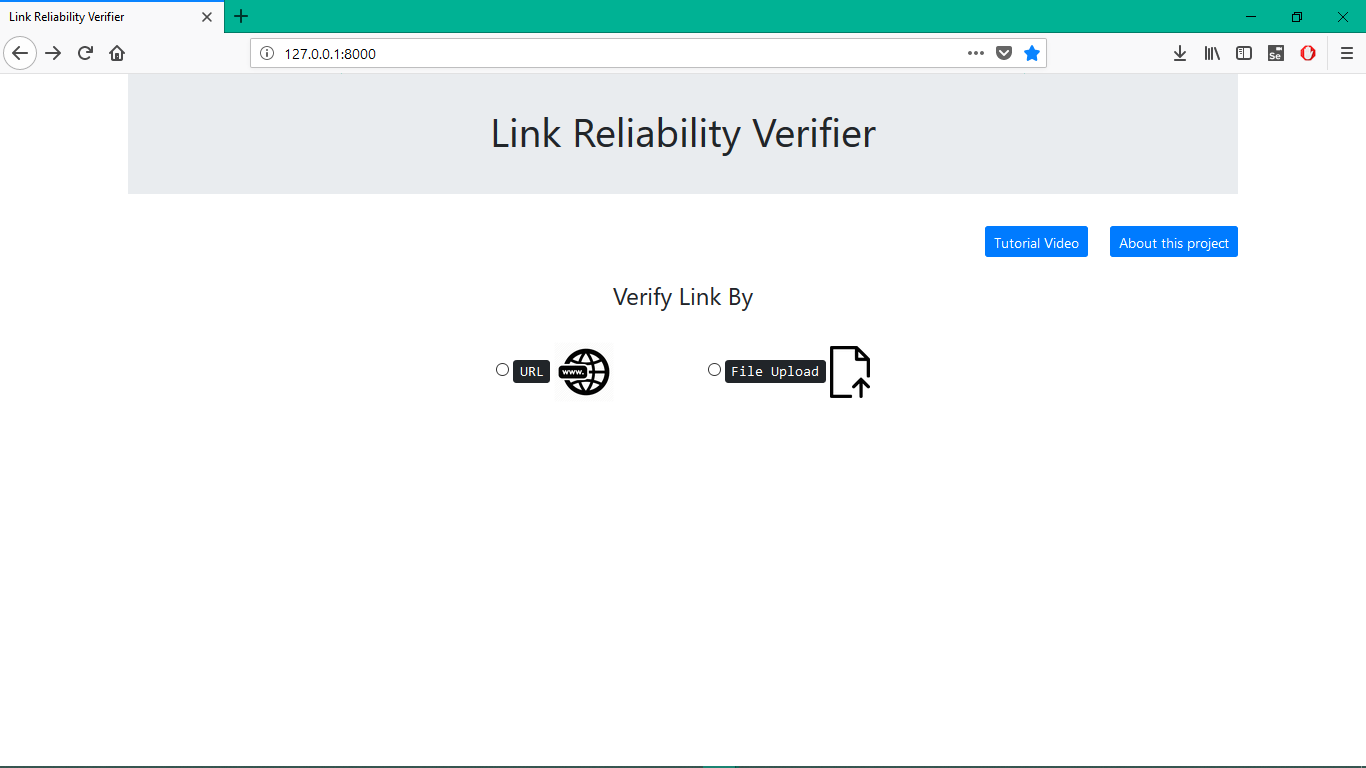 Link Reliability Verifier
127.0.0.1:8000
Se
Link Reliability Verifier
Tutorial Video
About this project
Verify Link By
URL
www.
File Upload